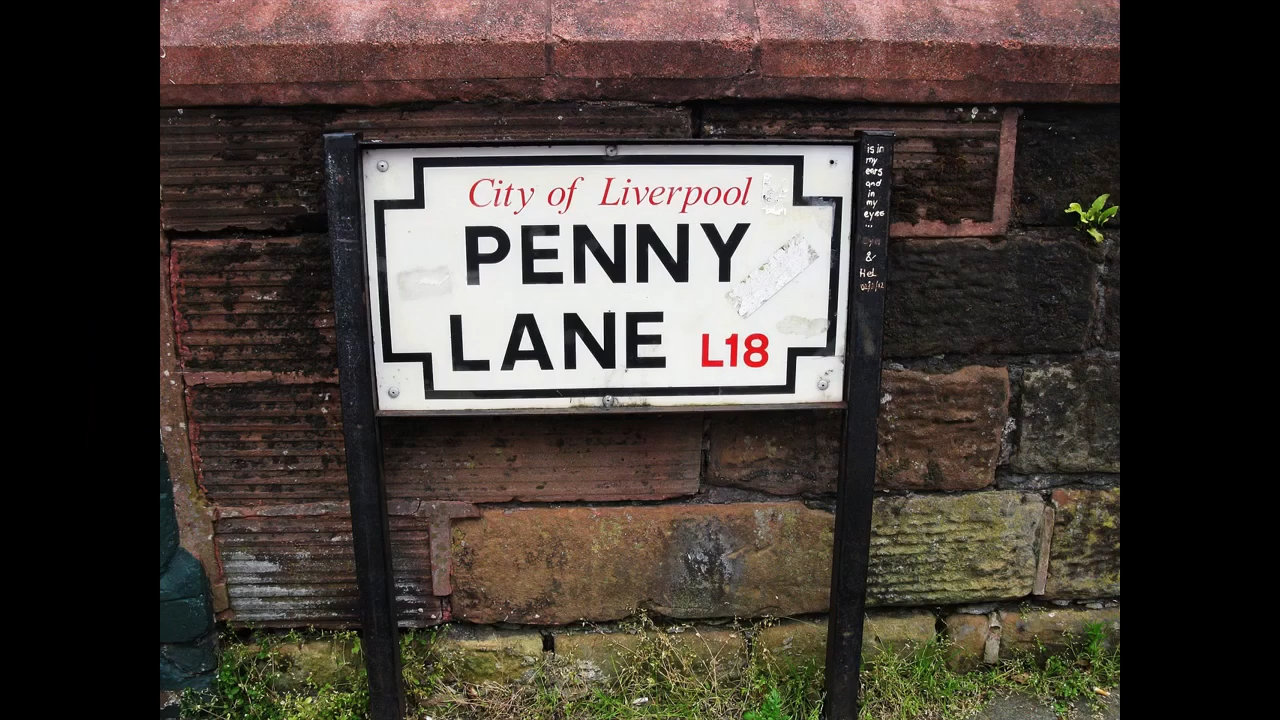 City of Liverpool
PENNY
LANE L18
is in
my
ears
and
in
my
eyes
...
&
Hel